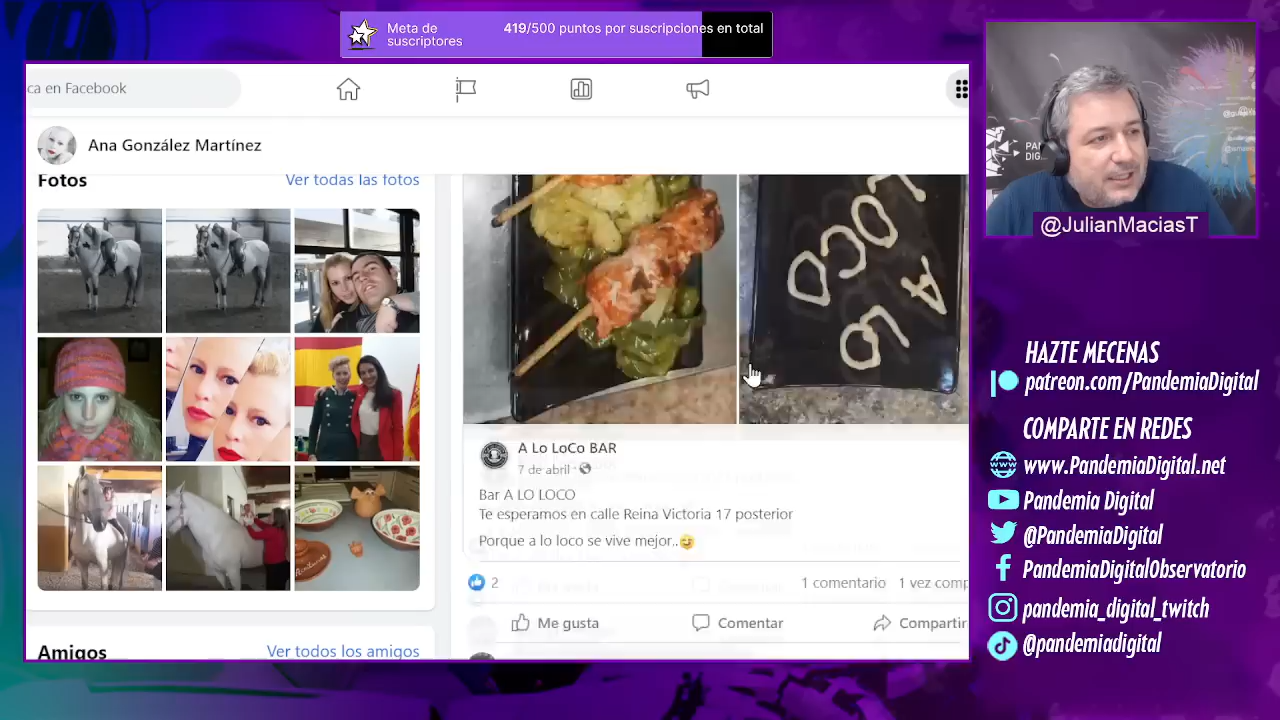 Meta de
suscriptores
419/500 puntos por suscripciones en total
ca en Facebook
Ana González Martínez
Fotos
Ver todas las fotos
A LO
LOCO
A Lo LoCo BAR
7 de abril ·
Bar A LO LOCO
Te esperamos en calle Reina Victoria 17 posterior
Porque a lo loco se vive mejor..
2
1 comentario
1 vez comp
Me gusta
Comentar
Compartir
Amigos
Ver todos los amigos
PAN
DIG
@JulianMaciasT
HAZTE MECENAS
patreon.com/PandemiaDigital
COMPARTE EN REDES
www.PandemiaDigital.net
Pandemia Digital
@PandemiaDigital
PandemiaDigitalObservatorio
pandemia_digital_twitch
@pandemiadigital